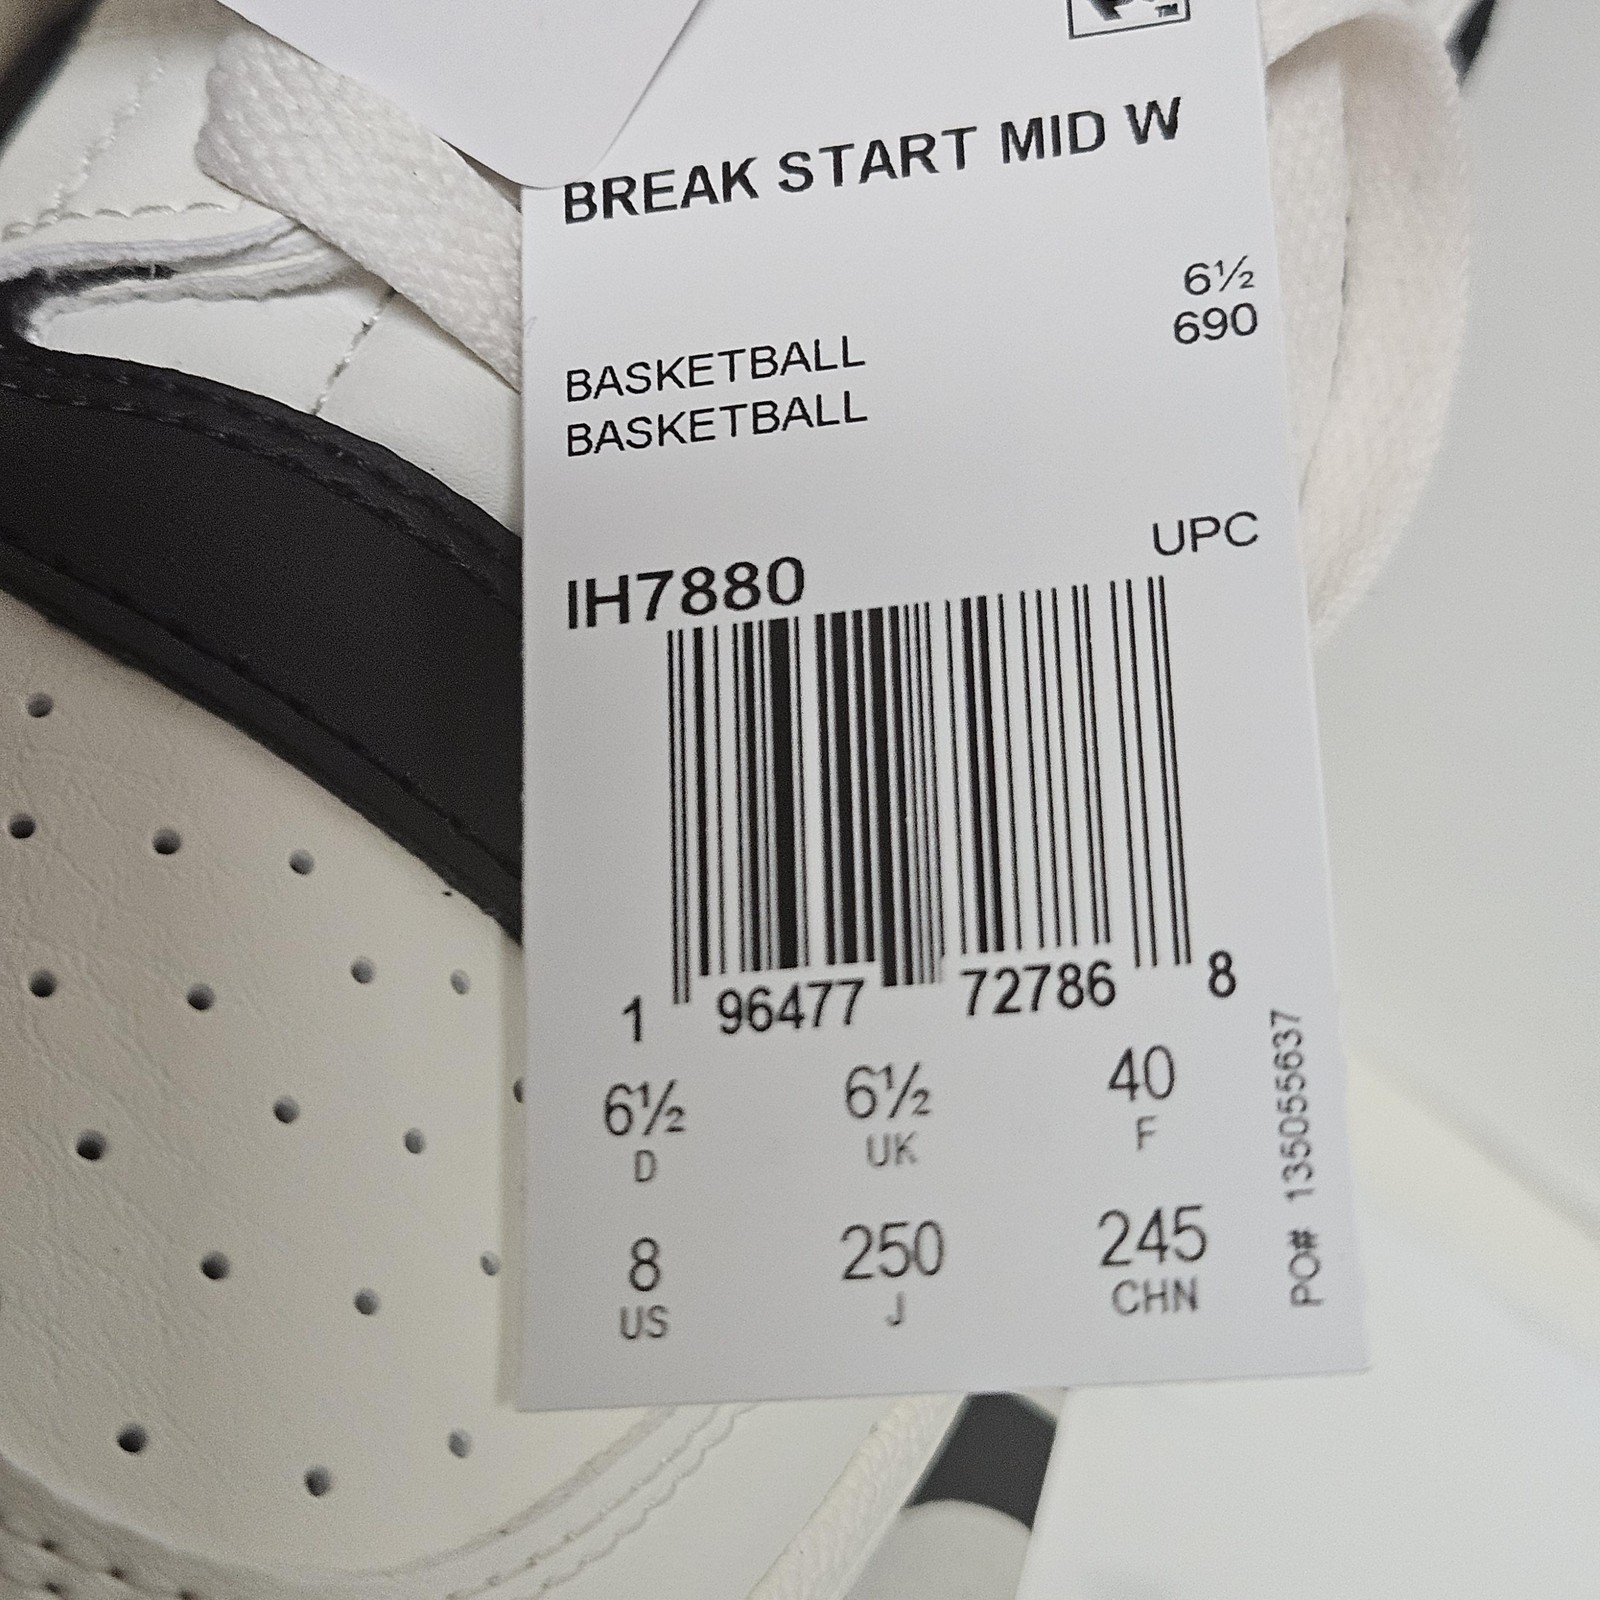 TM
BREAK START MID W
6½
690
BASKETBALL
BASKETBALL
UPC
IH7880
1 96477 72786 8
6½ 6½ 40
D UK F
8 250 245
US J CHN
PO# 135055637